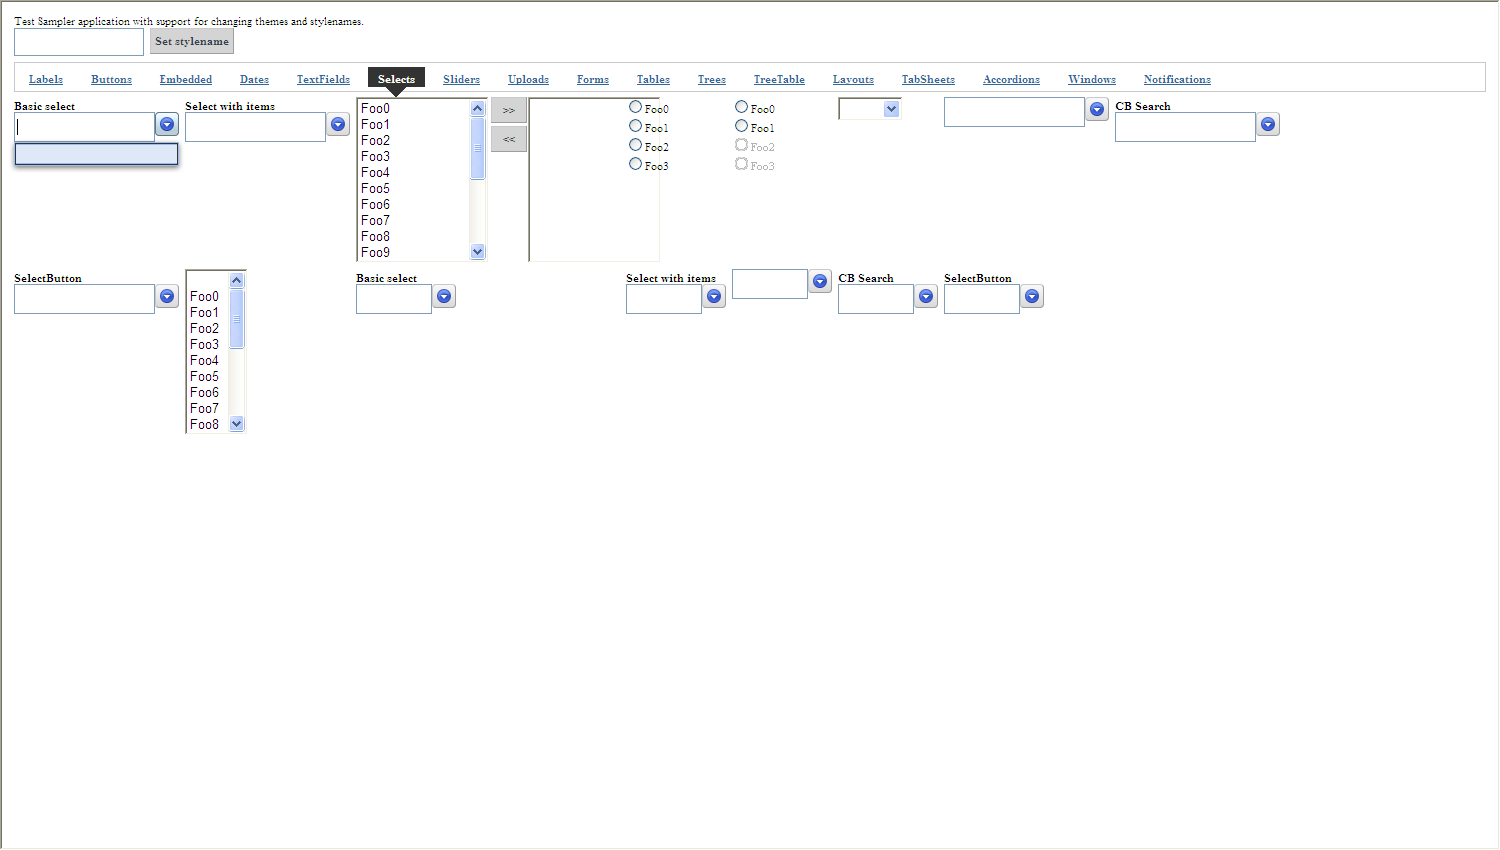 Test Sampler application with support for changing themes and stylenames.
Set stylename
Labels Buttons Embedded Dates TextFields Selects Sliders Uploads Forms Tables Trees TreeTable Layouts TabSheets Accordions Windows Notifications
Basic select
Select with items
Foo0
Foo1
Foo2
Foo3
Foo4
Foo5
Foo6
Foo7
Foo8
Foo9
>>
<<
Foo0
Foo1
Foo2
Foo3
Foo0
Foo1
Foo2
Foo3
CB Search
SelectButton
Foo0
Foo1
Foo2
Foo3
Foo4
Foo5
Foo6
Foo7
Foo8
Basic select
Select with items
CB Search
SelectButton